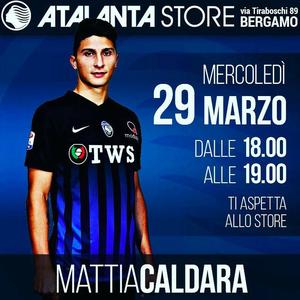 ATALANTA STORE
via Tiraboschi 89
BERGAMO
MERCOLEDÌ
29 MARZO
DALLE 18.00
ALLE 19.00
TI ASPETTA
ALLO STORE
TWS
MATTIACALDARA